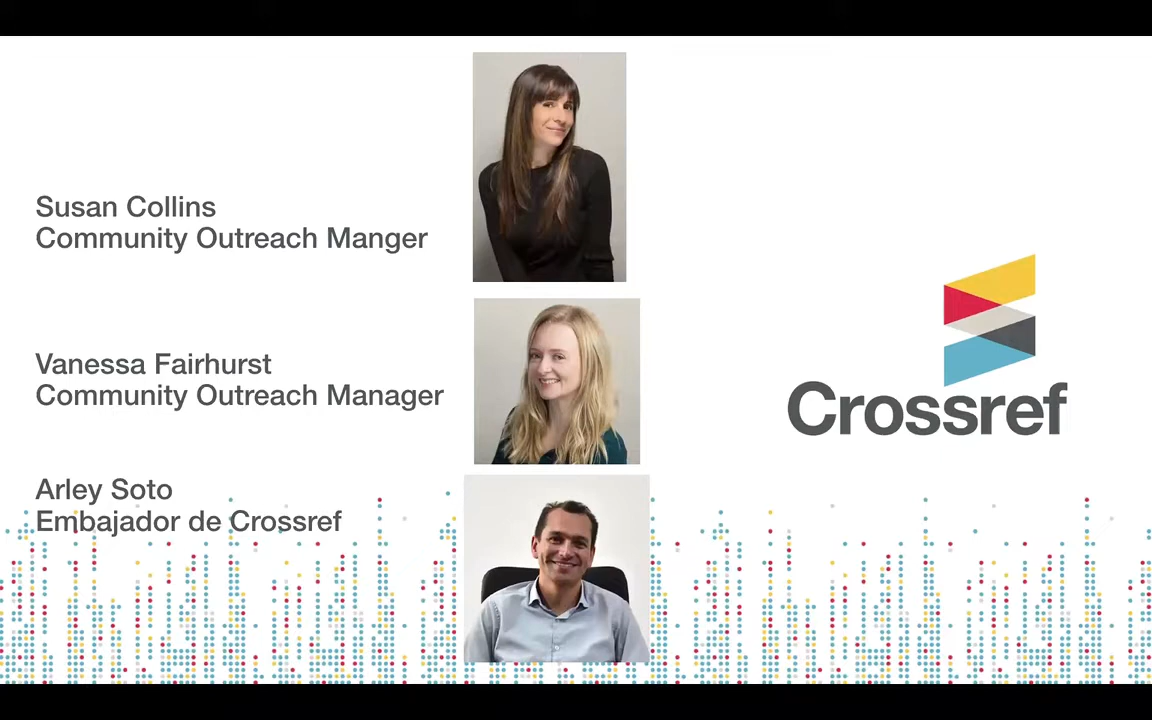 Susan Collins
Community Outreach Manger
Vanessa Fairhurst
Community Outreach Manager
Arley Soto
Embajador de Crossref
Crossref